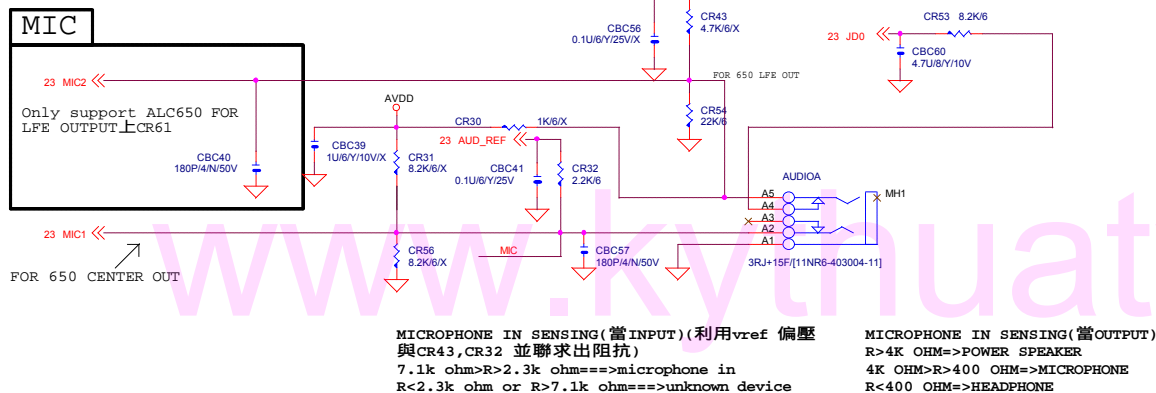 MIC
CBC56
0.1U/6/Y/25V/X
CR43
4.7K/6/X
CR53 8.2K/6
23 JD0
CBC60
4.7U/8/Y/10V
23 MIC2
FOR 650 LFE OUT
Only support ALC650 FOR
LFE OUTPUT上CR61
AVDD
CR54
22K/6
CR30 1K/6/X
23 AUD_REF
CBC39
1U/6/Y/10V/X
CBC40
180P/4/N/50V
CR31
8.2K/6/X
CBC41
0.1U/6/Y/25V
CR32
2.2K/6
AUDIOA
A5
A4
A3
A2
A1
MH1
23 MIC1
MIC
CR56
8.2K/6/X
CBC57
180P/4/N/50V
3RJ+15F/[11NR6-403004-11]
FOR 650 CENTER OUT
www.kythuat
MICROPHONE IN SENSING(當INPUT)(利用vref 偏壓
與CR43,CR32 並聯求出阻抗)
7.1k ohm>R>2.3k ohm===>microphone in
R<2.3k ohm or R>7.1k ohm===>unknown device
MICROPHONE IN SENSING(當OUTPUT)
R>4K OHM=>POWER SPEAKER
4K OHM>R>400 OHM=>MICROPHONE
R<400 OHM=>HEADPHONE